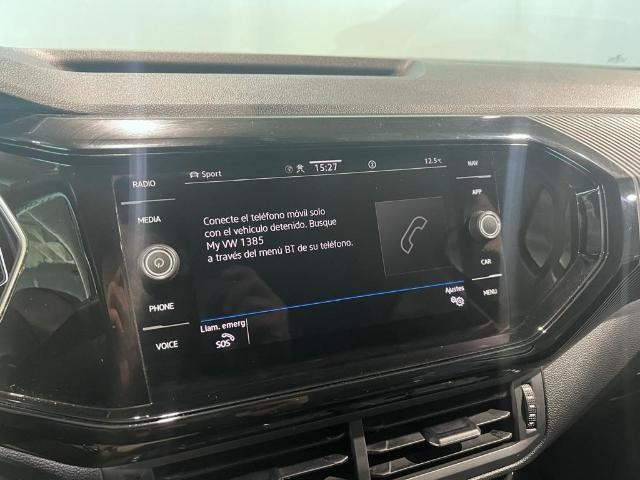 RADIO
MEDIA
PHONE
VOICE
Sport
15:27
12.5°C
Conecte el teléfono móvil solo
con el vehículo detenido. Busque
My VW 1385
a través del menú BT de su teléfono.
Llam. emerg
SOS
Ajustes
NAV
APP
CAR
MENU